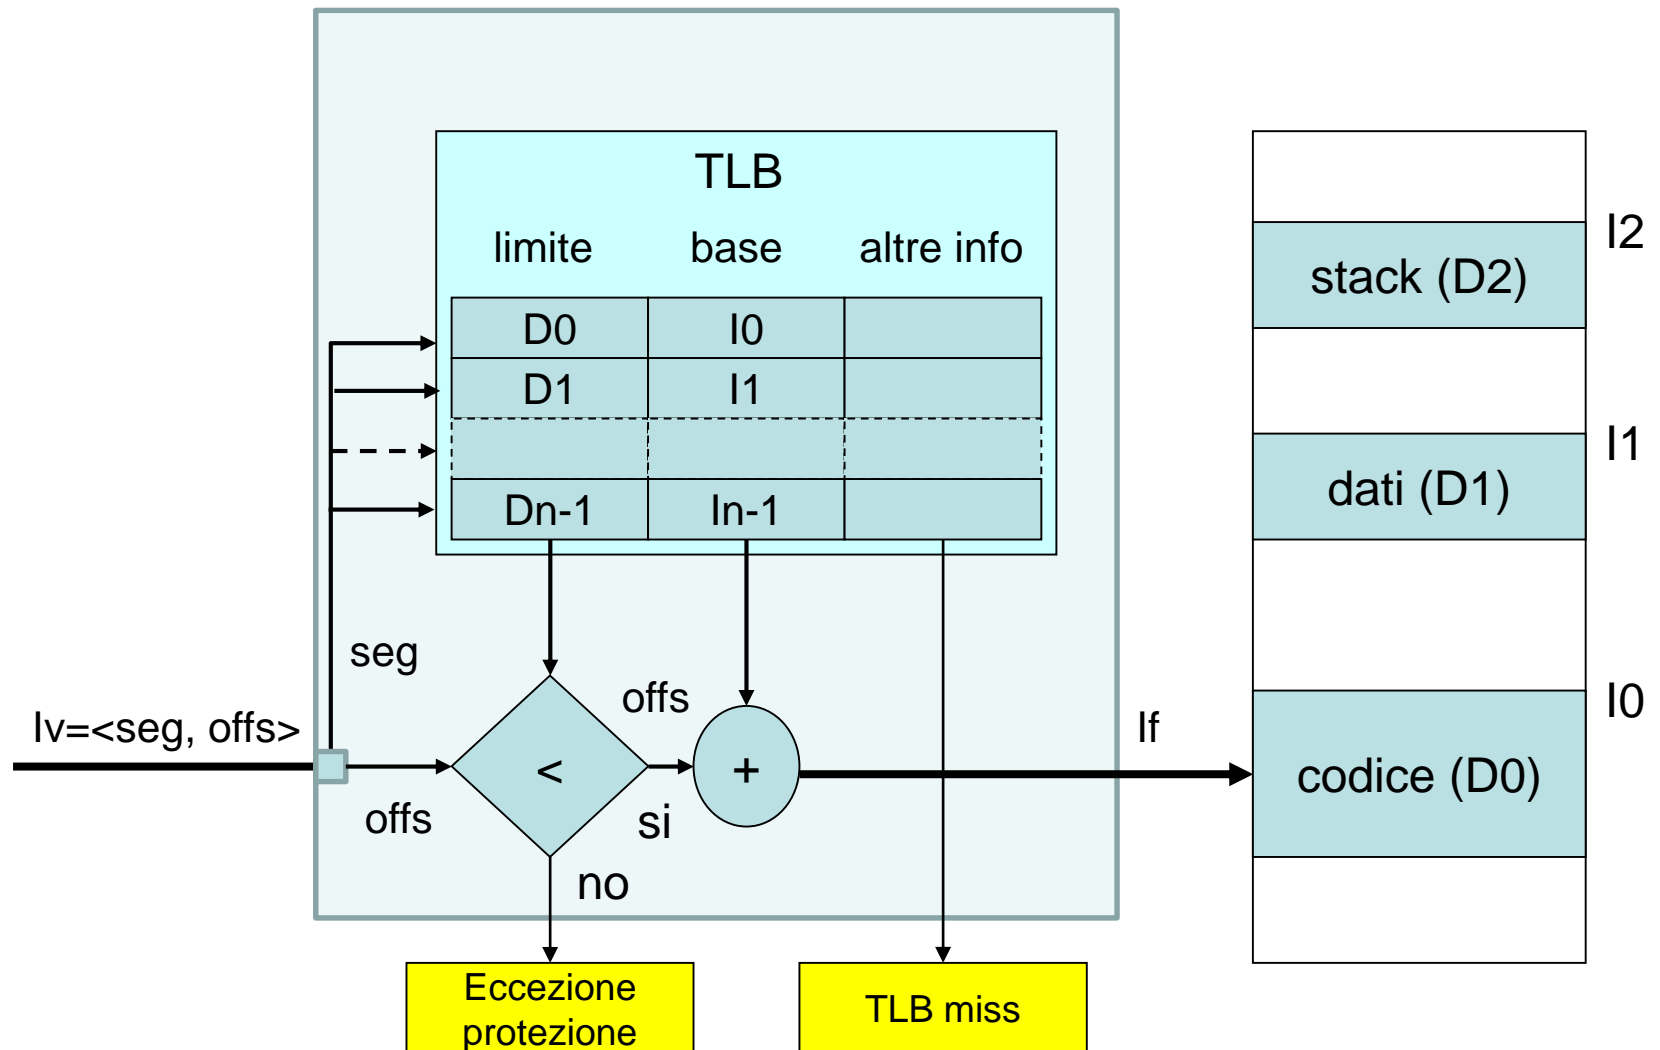 TLB
limite base altre info
D0 I0
D1 I1
Dn-1 In-1
seg
Iv=<seg, offs>
offs
<
offs
si
+
no
If
Eccezione
protezione
TLB miss
I2
stack (D2)
I1
dati (D1)
I0
codice (D0)